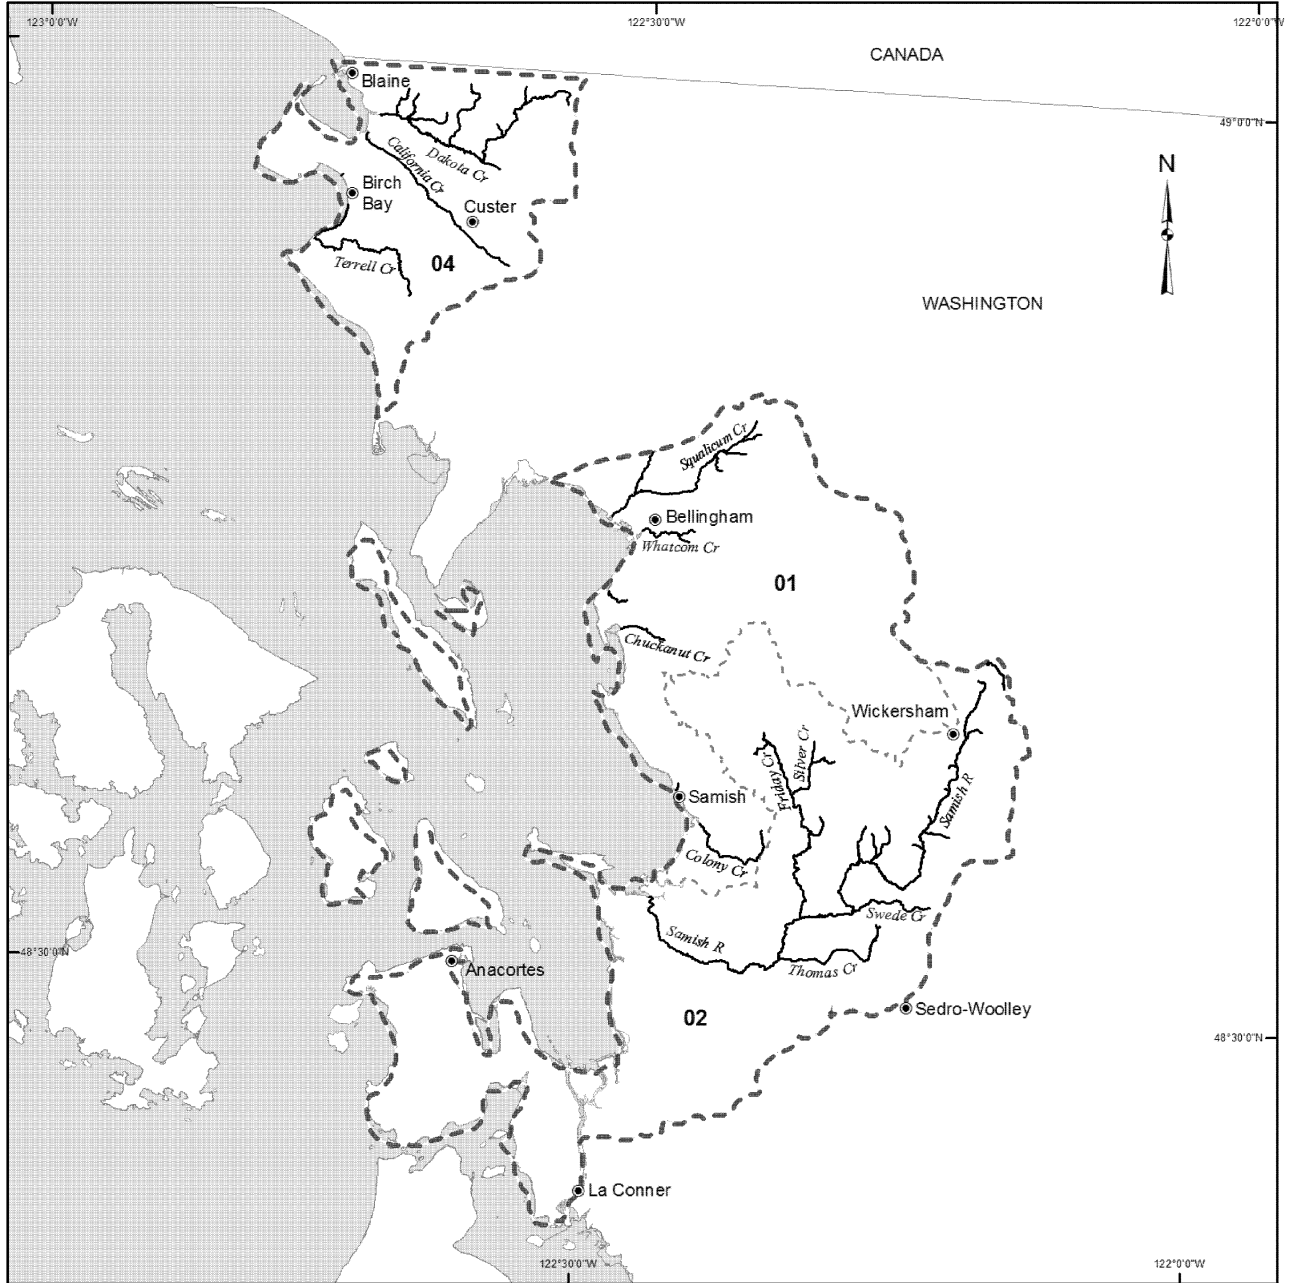 123°0'0"W
122°30'0"W
122°0'0"W
CANADA
Blaine
49°0'0"N
California Cr
Dakota Cr
N
Birch
Bay
Custer
Terrell Cr
04
WASHINGTON
Squalicum Cr
Bellingham
Whatcom Cr
01
Chuckanut Cr
Wickersham
Friday Cr
Silver Cr
Samish
Samish R
Colony Cr
Swede Cr
Samish R
48°30'0"N
Anacortes
Thomas Cr
02
Sedro-Woolley
48°30'0"N
La Conner
122°30'0"W
122°0'0"W